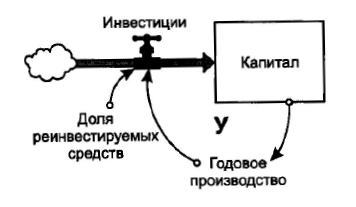 Инвестиции
Капитал
Доля
реинвестируемых
средств
У
Годовое
производство